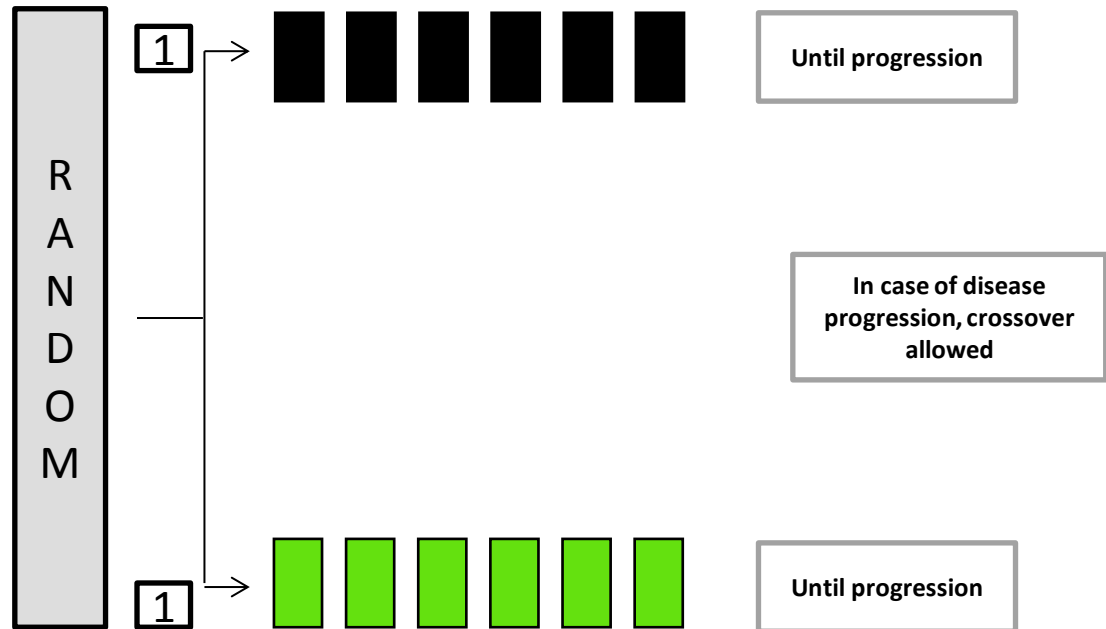 R
A
N
D
O
M
1
Until progression
In case of disease
progression, crossover
allowed
1
Until progression